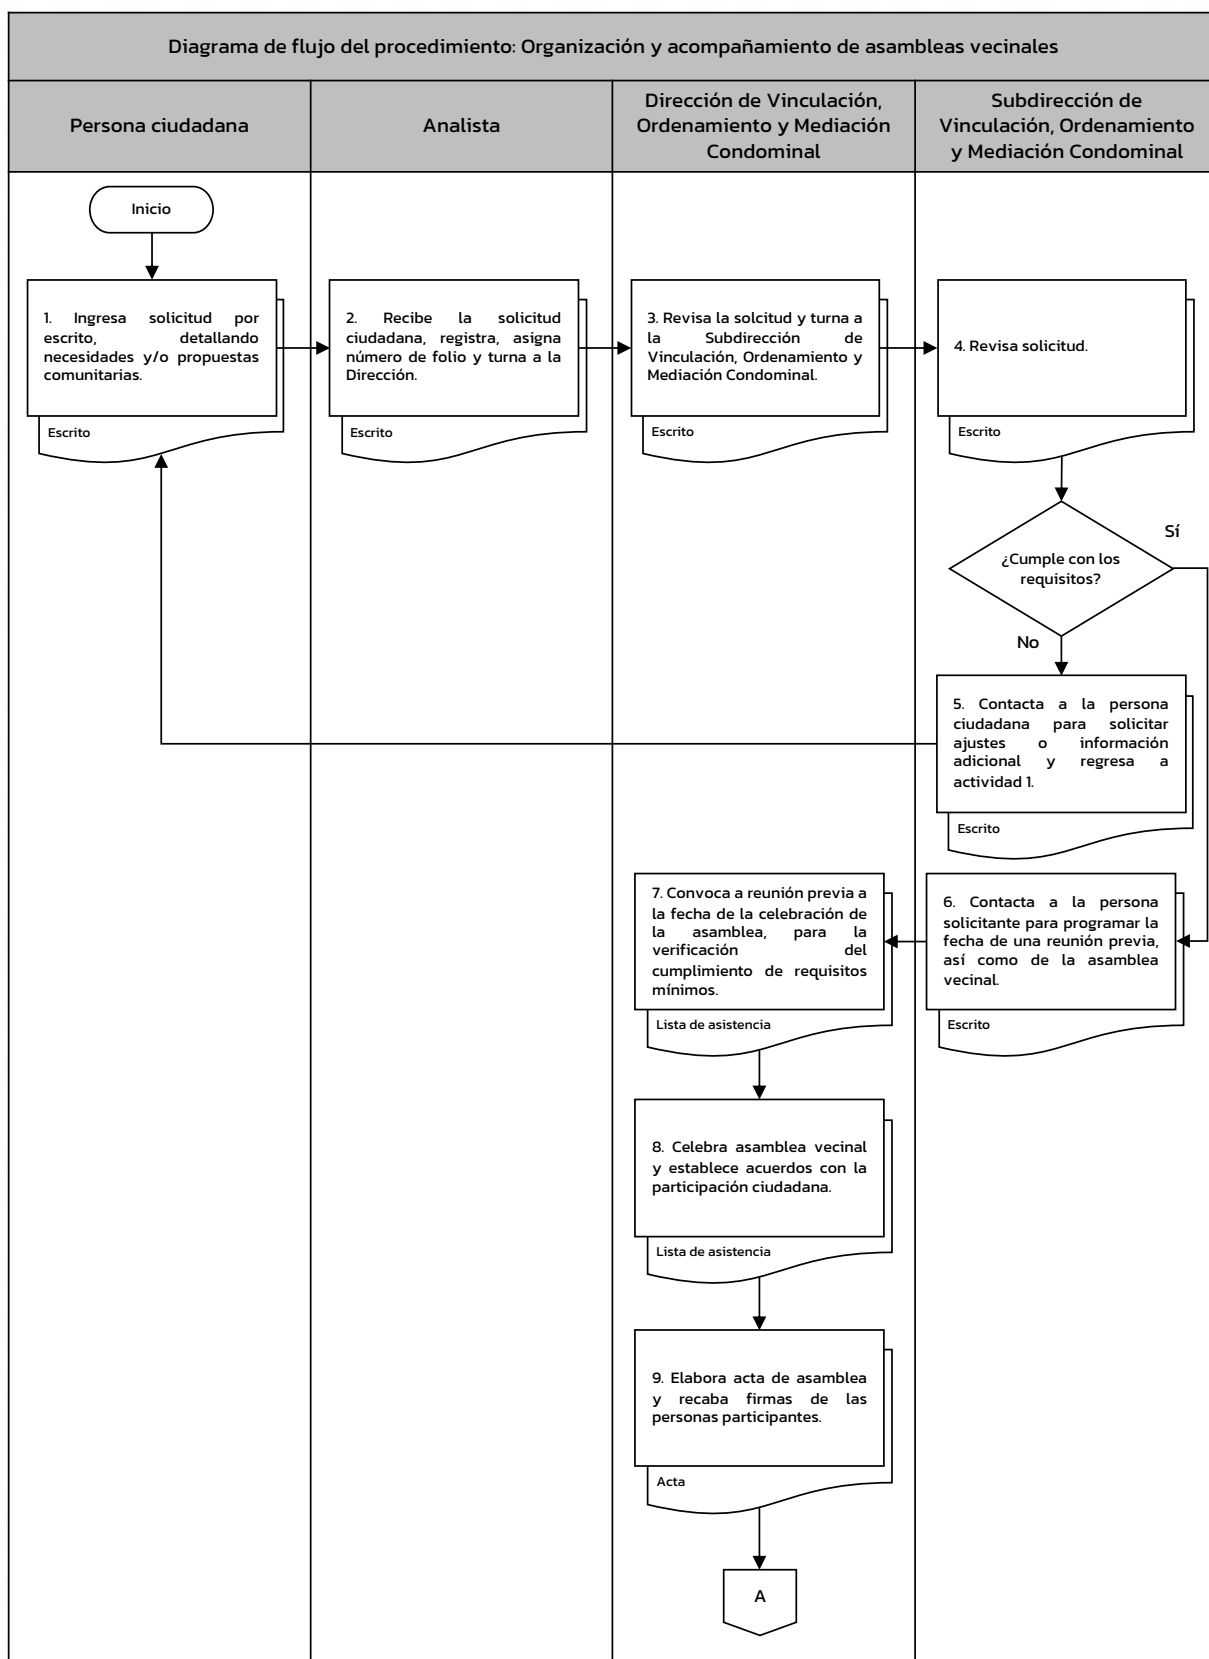 Diagrama de flujo del procedimiento: Organización y acompañamiento de asambleas vecinales
Persona ciudadana
Analista
Dirección de Vinculación,
Ordenamiento y Mediación
Condominal
Subdirección de
Vinculación, Ordenamiento
y Mediación Condominal
Inicio
1. Ingresa solicitud por
escrito, detallando
necesidades y/o propuestas
comunitarias.
Escrito
2. Recibe la solicitud
ciudadana, registra, asigna
número de folio y turna a la
Dirección.
Escrito
3. Revisa la solcitud y turna a
la Subdirección de
Vinculación, Ordenamiento y
Mediación Condominal.
Escrito
4. Revisa solicitud.
Escrito
¿Cumple con los
requisitos?
Sí
No
5. Contacta a la persona
ciudadana para solicitar
ajustes o información
adicional y regresa a
actividad 1.
Escrito
6. Contacta a la persona
solicitante para programar la
fecha de una reunión previa,
así como de la asamblea
vecinal.
Escrito
7. Convoca a reunión previa a
la fecha de la celebración de
la asamblea, para la
verificación del
cumplimiento de requisitos
mínimos.
Lista de asistencia
8. Celebra asamblea vecinal
y establece acuerdos con la
participación ciudadana.
Lista de asistencia
9. Elabora acta de asamblea
y recaba firmas de las
personas participantes.
Acta
A